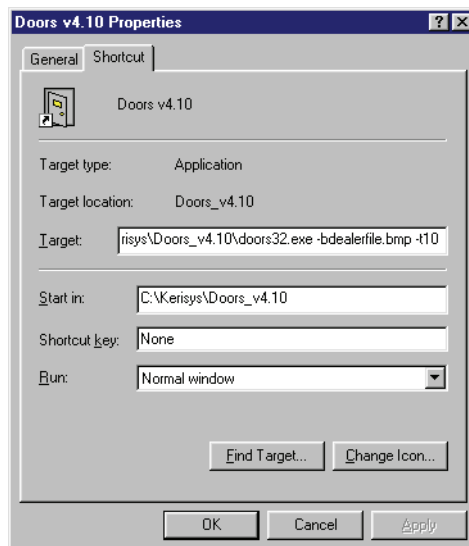 Doors v4.10 Properties
General Shortcut
Doors v4.10
Target type: Application
Target location: Doors_v4.10
Target: risys\Doors_v4.10\doors32.exe -bdealerfile.bmp -t10
Start in: C:\Kerisys\Doors_v4.10
Shortcut key: None
Run: Normal window
Find Target... Change Icon...
OK Cancel Apply